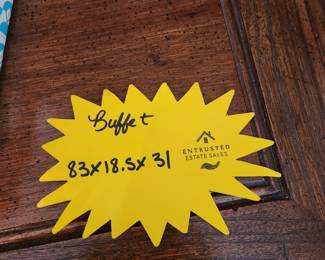 Buffet
83x18.5x31
ENTRUSTED
ESTATE SALES